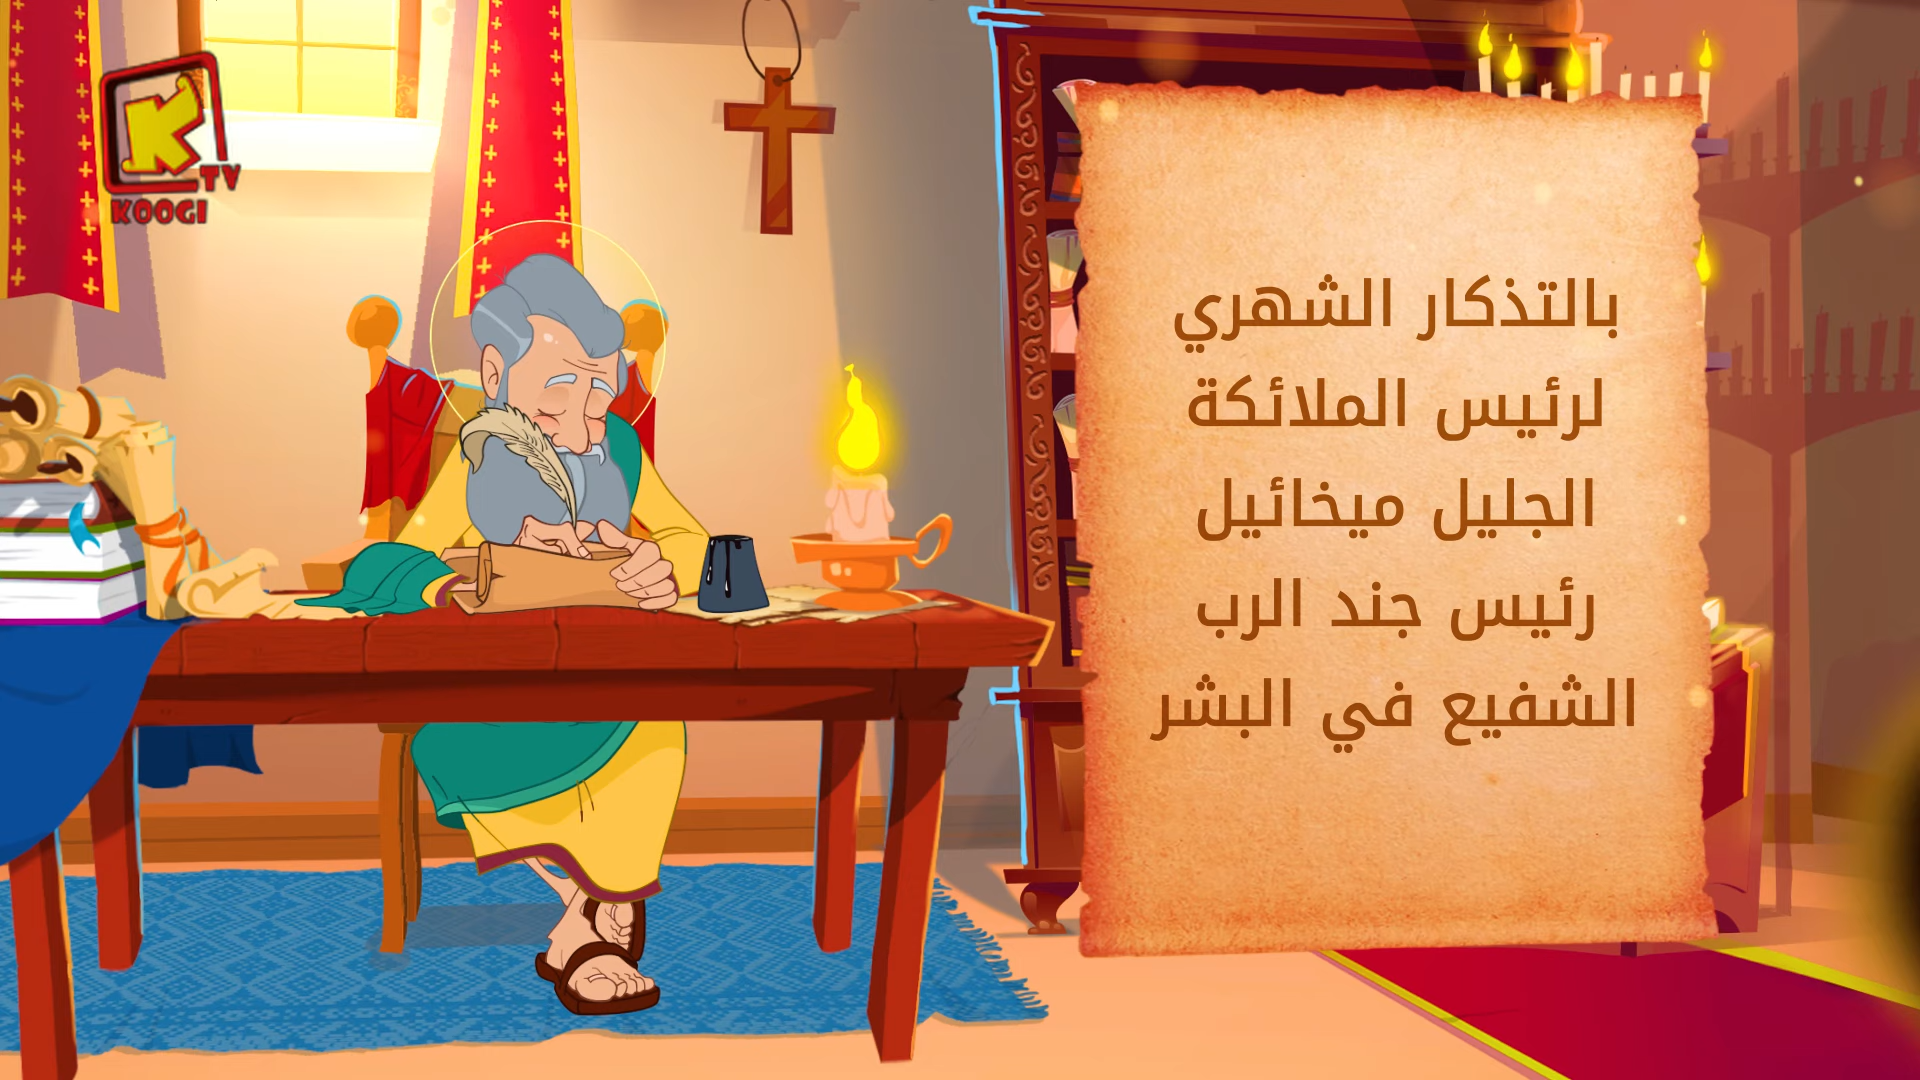 TV
KOOGI
بالتذكار الشهري
لرئيس الملائكة
الجليل ميخائيل
رئيس جند الرب
الشفيع في البشر